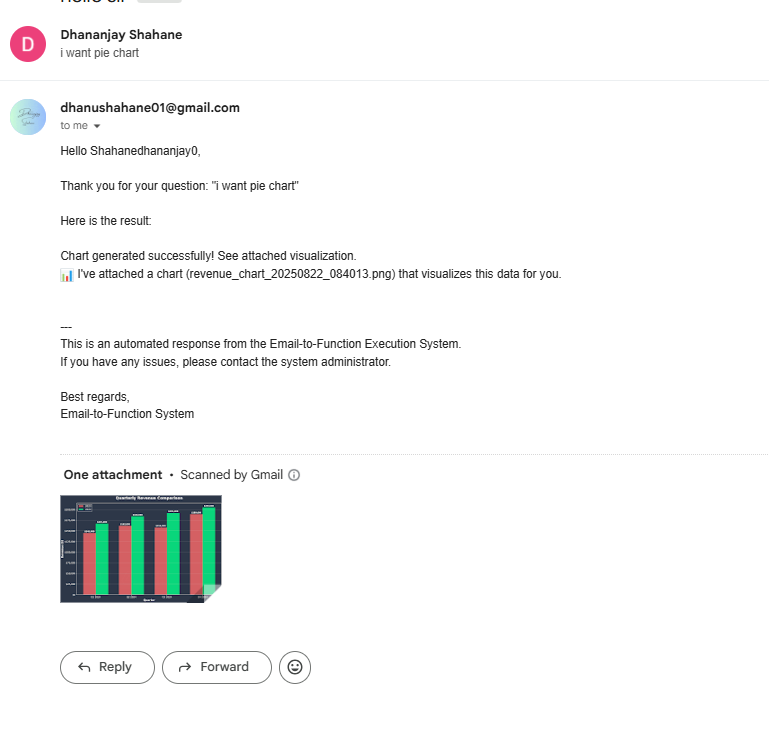 D
Dhananjay Shahane
i want pie chart
dhanushahane01@gmail.com
to me
Hello Shahanedhananjay0,
Thank you for your question: "i want pie chart"
Here is the result:
Chart generated successfully! See attached visualization.
I've attached a chart (revenue_chart_20250822_084013.png) that visualizes this data for you.
---
This is an automated response from the Email-to-Function Execution System.
If you have any issues, please contact the system administrator.
Best regards,
Email-to-Function System
One attachment • Scanned by Gmail
Quarterly Revenue Comparison
Quarter
Reply
Forward